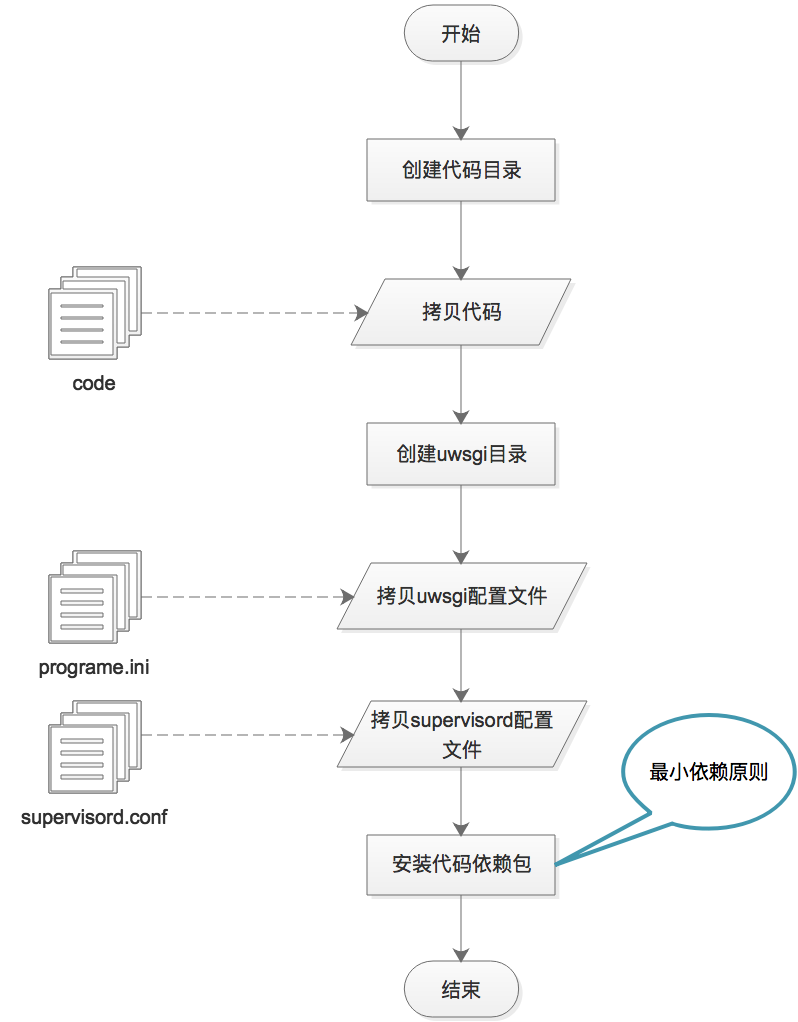 开始
创建代码目录
拷贝代码
code
创建uwsgi目录
拷贝uwsgi配置文件
programe.ini
拷贝supervisord配置
文件
supervisord.conf
最小依赖原则
安装代码依赖包
结束